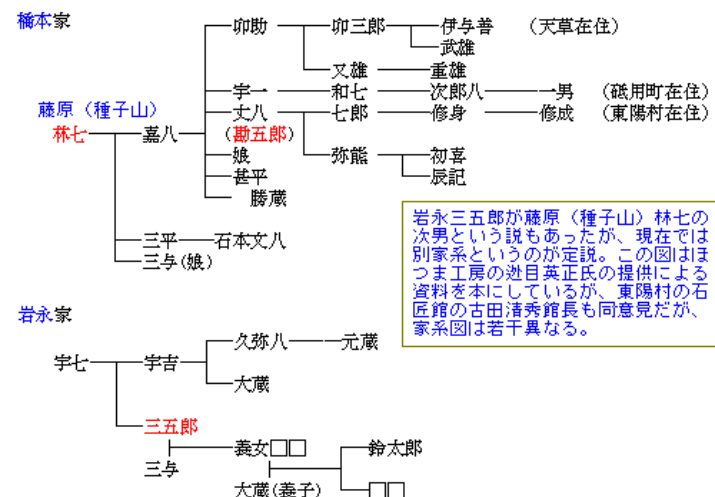 橋本家
卯助 卯三郎 伊与善 (天草在住)
武雄
又雄 重雄
宇一 和七 次郎八 一男 (砥用町在住)
藤原(種子山) 丈八 七郎 修身 修成 (東陽村在住)
林七 嘉八 (勘五郎)
娘 弥熊 初喜
甚平 辰記
勝蔵
三平 石本文八
三与(娘)
岩永三五郎が藤原(種子山)林七の
次男という説もあったが、現在では
別家系というのが定説。この図はほ
つま工房の逧目英正氏の提供による
資料を本にしているが、東陽村の石
匠館の古田清秀館長も同意見だが、
家系図は若干異なる。
岩永家
久弥八 元蔵
宇七 宇吉
大蔵
三五郎
義女□□ 鈴太郎
三与
大蔵(養子) □□